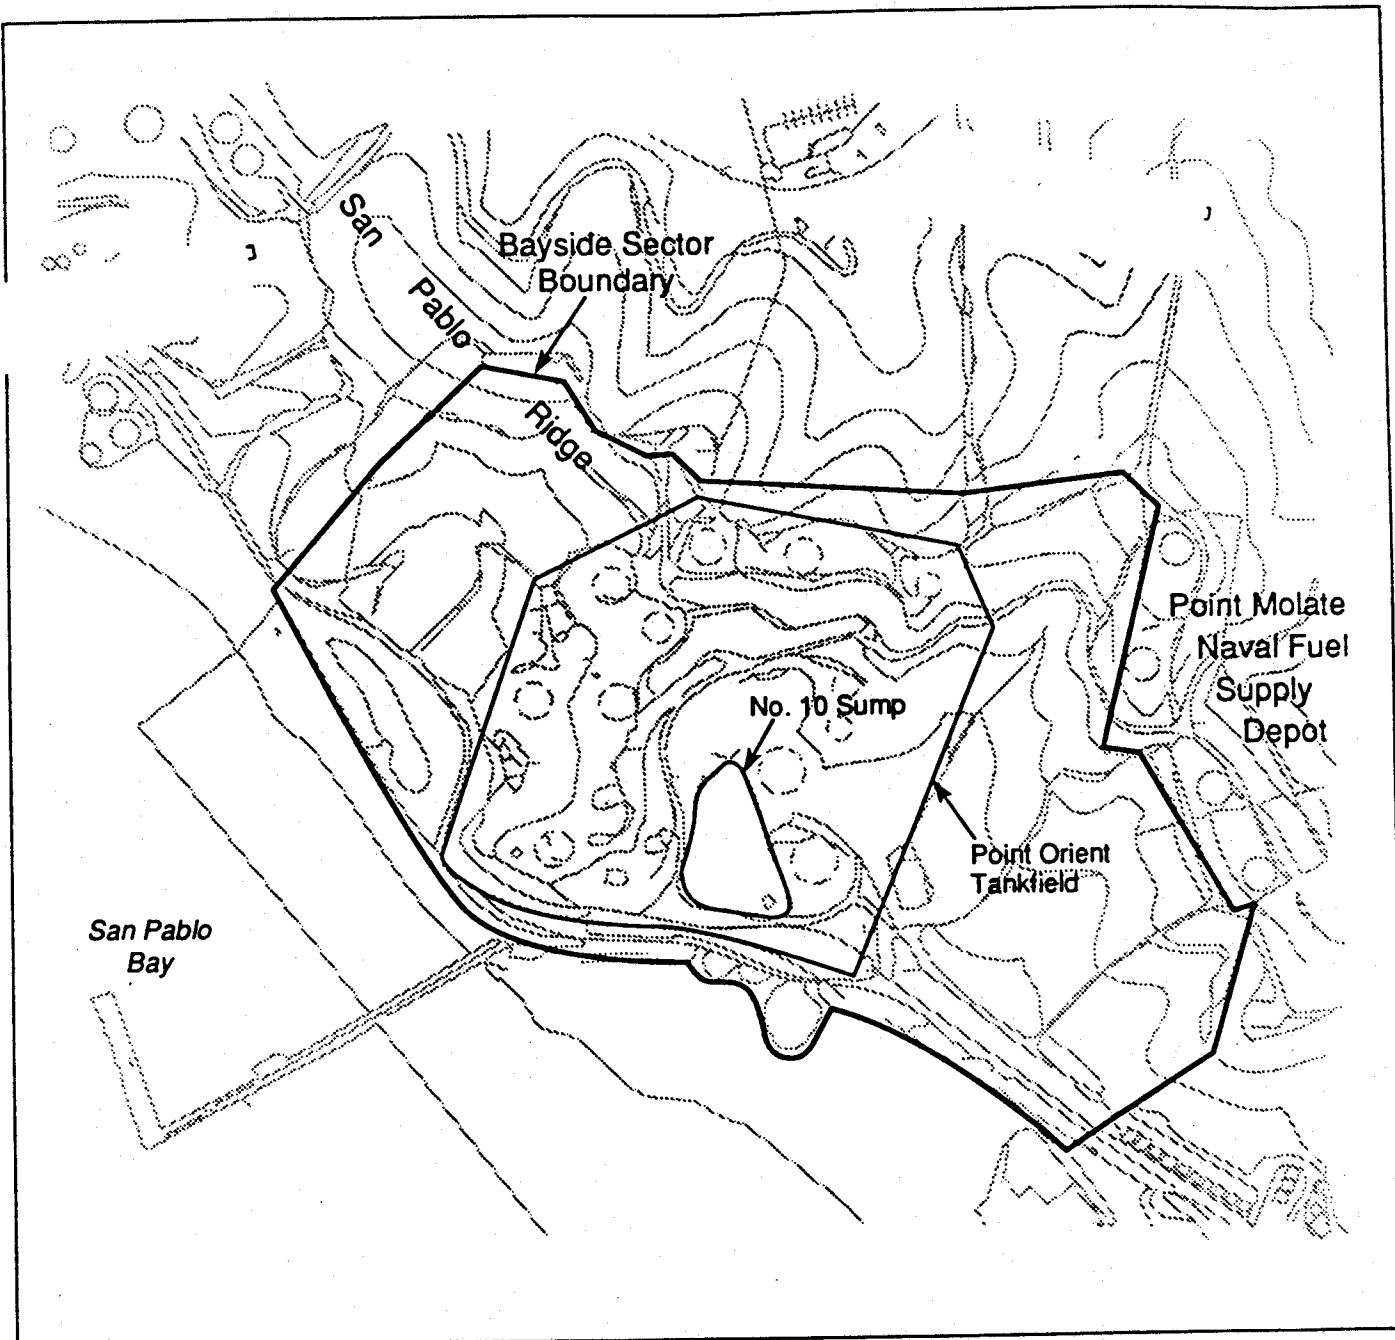 San
Pablo
Ridge
Bayside Sector
Boundary
Point Molate
Naval Fuel
Supply
Depot
No. 10 Sump
Point Orient
Tankfield
San Pablo
Bay